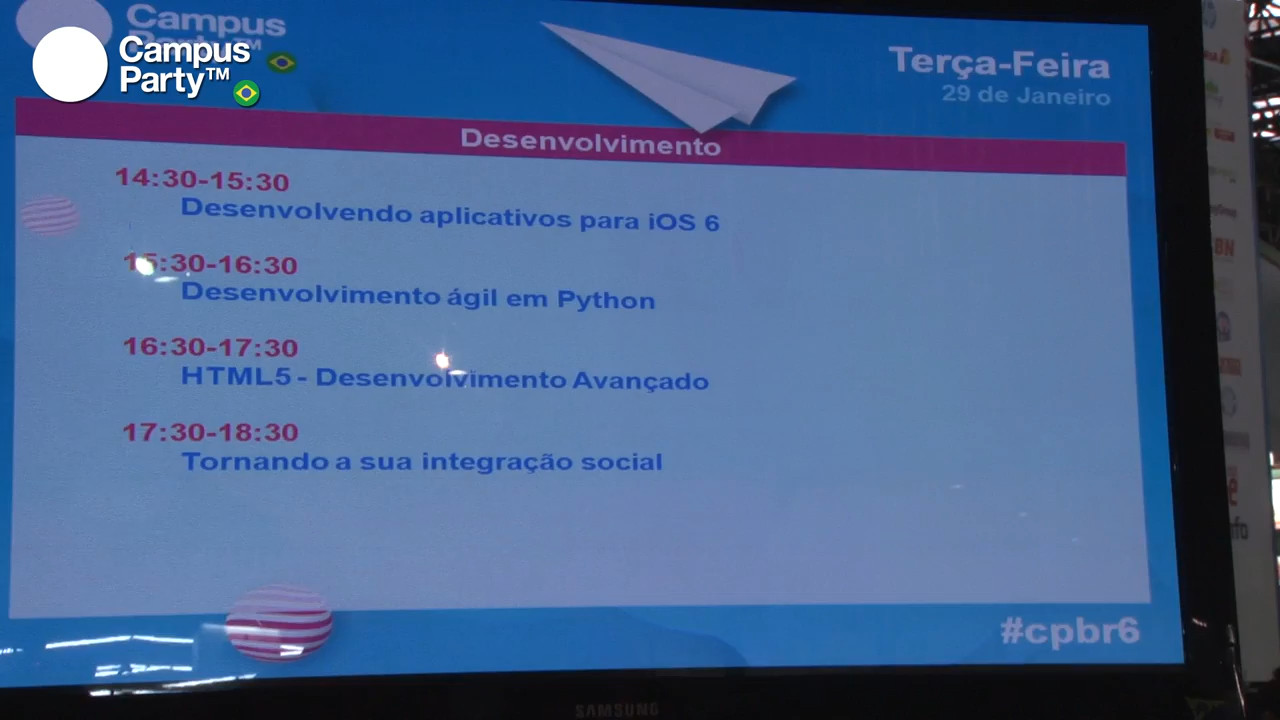 Campus
Party™
Campus
Party™
Terça-Feira
29 de Janeiro
Desenvolvimento
14:30-15:30
Desenvolvendo aplicativos para iOS 6
15:30-16:30
Desenvolvimento ágil em Python
16:30-17:30
HTML5 - Desenvolvimento Avançado
17:30-18:30
Tornando a sua integração social
#cpbr6
SAMSUNG